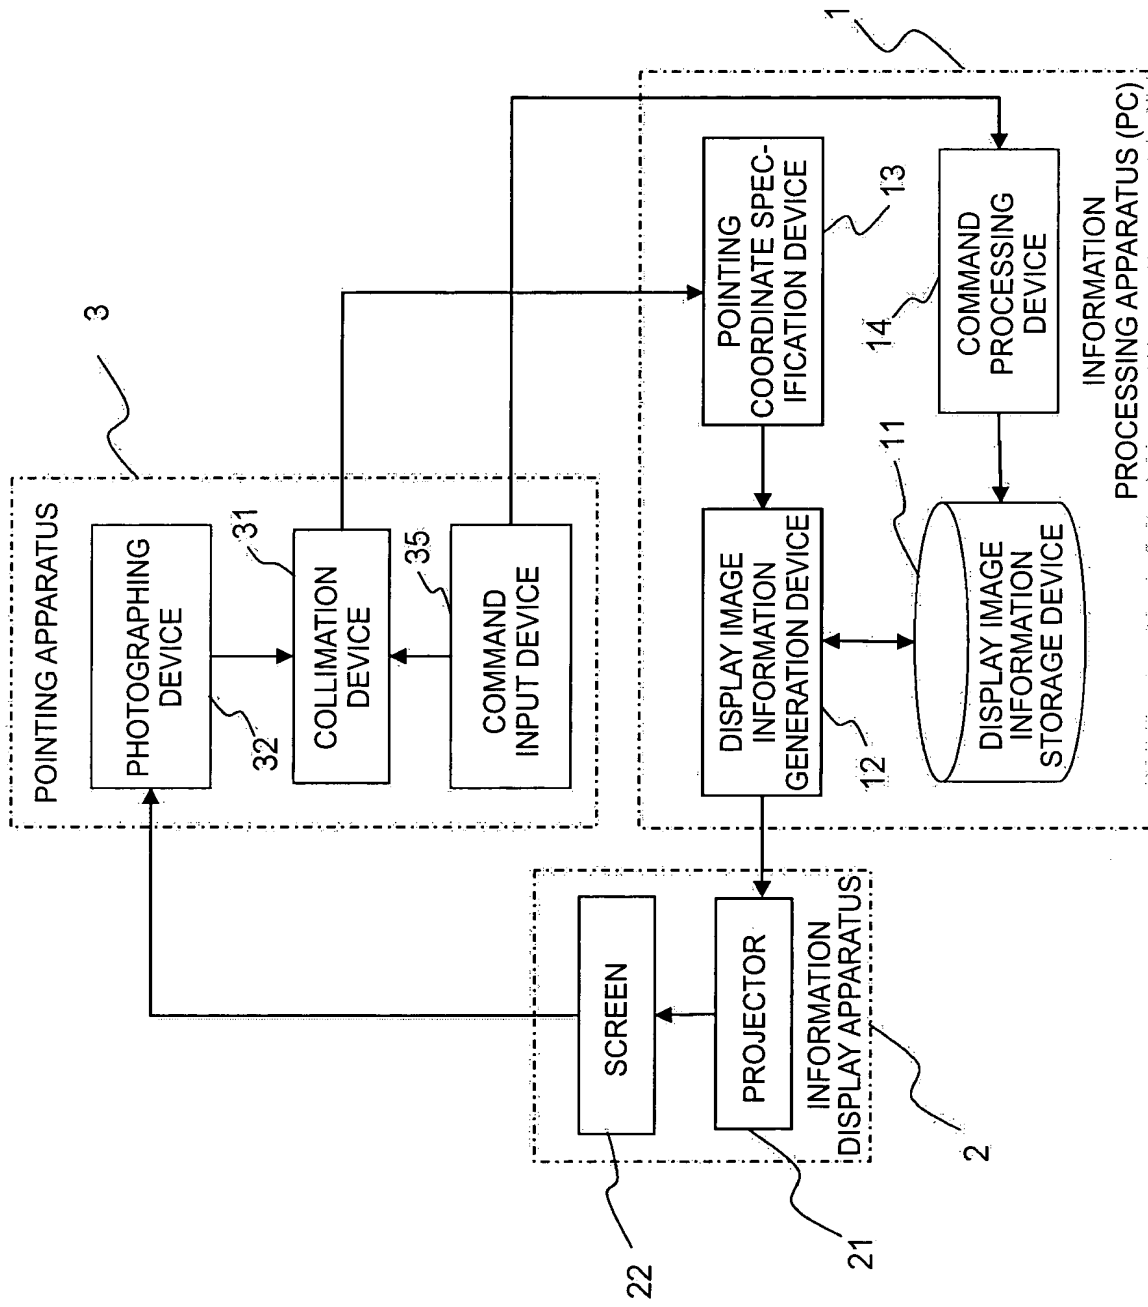 3
POINTING APPARATUS
PHOTOGRAPHING
DEVICE
32
COLLIMATION
DEVICE
31
COMMAND
INPUT DEVICE
35
1
POINTING
COORDINATE SPEC-
IFICATION DEVICE
13
DISPLAY IMAGE
INFORMATION
GENERATION DEVICE
12
COMMAND
PROCESSING
DEVICE
14
DISPLAY IMAGE
INFORMATION
STORAGE DEVICE
11
INFORMATION
PROCESSING APPARATUS (PC)
SCREEN
22
PROJECTOR
21
INFORMATION
DISPLAY APPARATUS
2